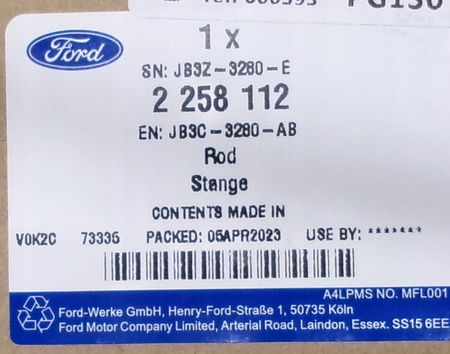 Ford
1 x
SN: JB3Z-3280-E
2 258 112
EN: JB3C-3280-AB
Rod
Stange
CONTENTS MADE IN
V0K2C 73335 PACKED: 05APR2023 USE BY: *******
A4LPMS NO. MFL001
Ford-Werke GmbH, Henry-Ford-Straße 1, 50735 Köln
Ford Motor Company Limited, Arterial Road, Laindon, Essex. SS15 6EE